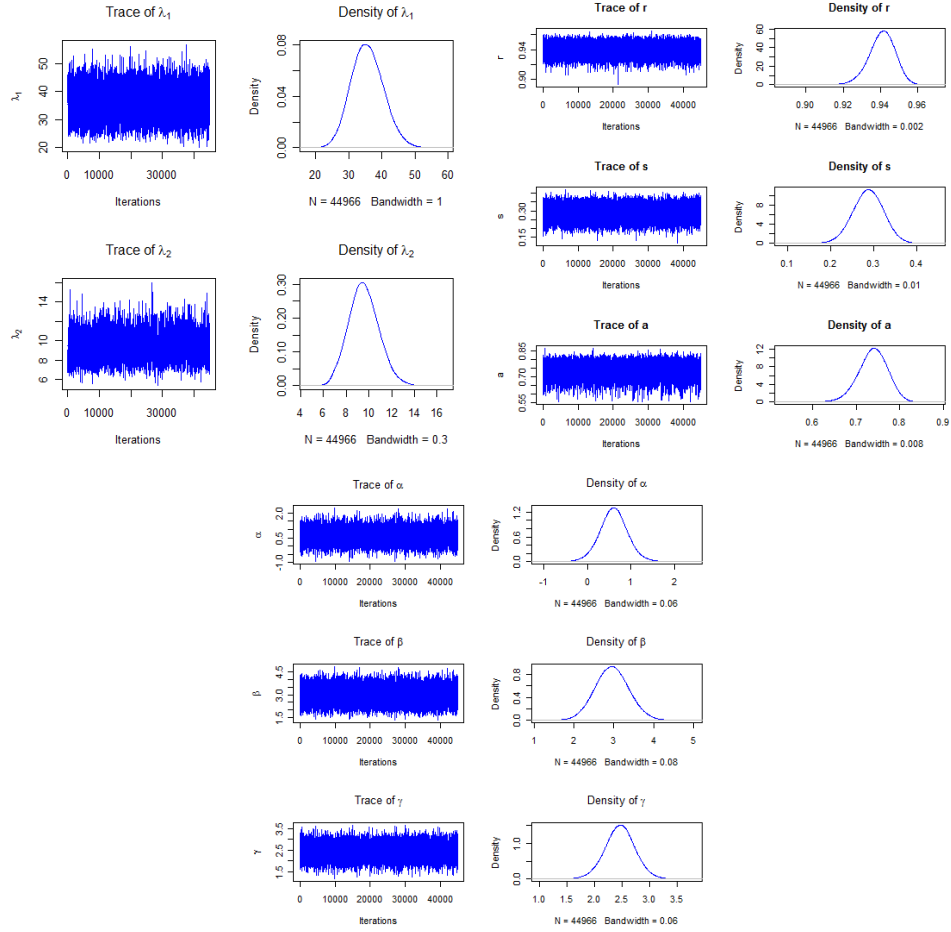 Trace of λ1
λ1
20 30 40 50
0 10000 30000
Iterations
Density of λ1
Density
0.00 0.04 0.08
20 30 40 50 60
N = 44966 Bandwidth = 1
Trace of λ2
λ2
6 8 10 14
0 10000 30000
Iterations
Density of λ2
Density
0.00 0.10 0.20 0.30
4 6 8 10 12 14 16
N = 44966 Bandwidth = 0.3
Trace of r
r
0.90 0.94
0 10000 20000 30000 40000
Iterations
Density of r
Density
0 20 40 60
0.90 0.92 0.94 0.96
N = 44966 Bandwidth = 0.002
Trace of s
s
0.15 0.30
0 10000 20000 30000 40000
Iterations
Density of s
Density
0 4 8
0.1 0.2 0.3 0.4
N = 44966 Bandwidth = 0.01
Trace of a
a
0.55 0.70 0.85
0 10000 20000 30000 40000
Iterations
Density of a
Density
0 4 8 12
0.6 0.7 0.8 0.9
N = 44966 Bandwidth = 0.008
Trace of α
α
-1.0 0.5 2.0
0 10000 20000 30000 40000
Iterations
Density of α
Density
0.0 0.6 1.2
-1 0 1 2
N = 44966 Bandwidth = 0.06
Trace of β
β
1.5 3.0 4.5
0 10000 20000 30000 40000
Iterations
Density of β
Density
0.0 0.4 0.8
1 2 3 4 5
N = 44966 Bandwidth = 0.08
Trace of γ
γ
1.5 2.5 3.5
0 10000 20000 30000 40000
Iterations
Density of γ
Density
0.0 1.0
1.0 1.5 2.0 2.5 3.0 3.5
N = 44966 Bandwidth = 0.06